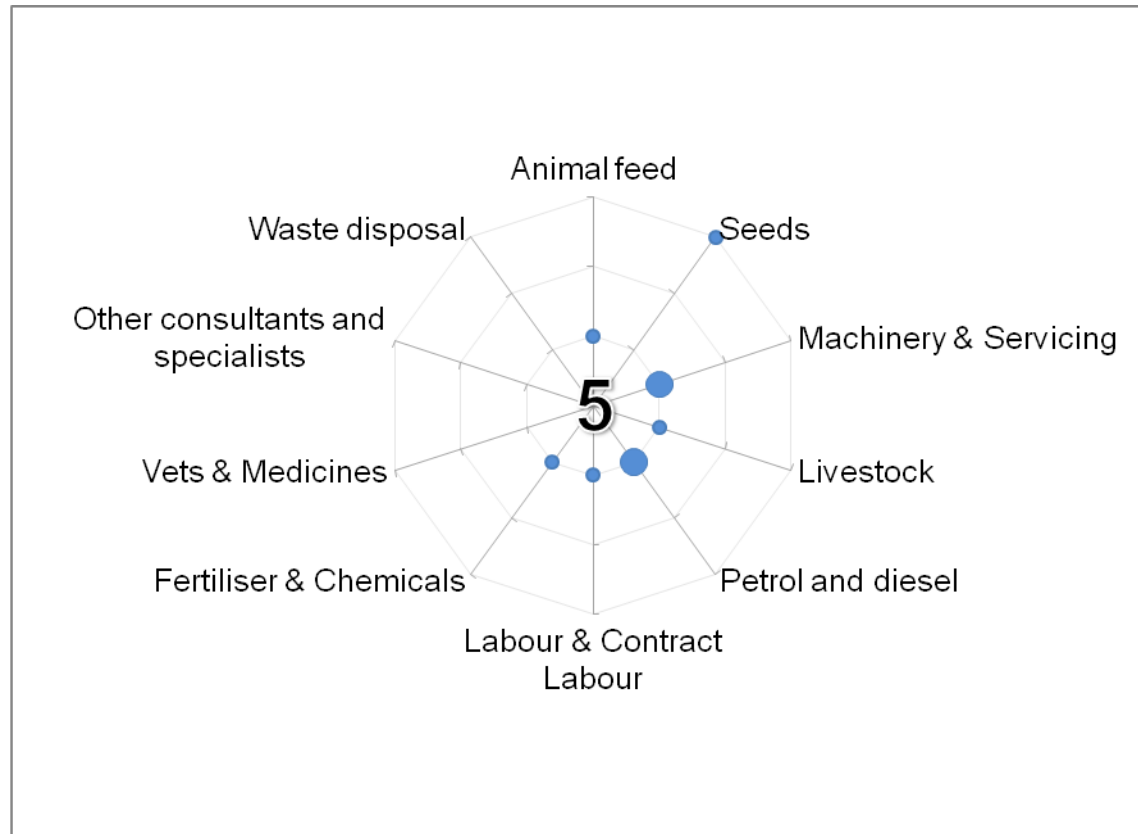 Animal feed
Waste disposal
Seeds
Other consultants and
specialists
Machinery & Servicing
5
Vets & Medicines
Livestock
Fertiliser & Chemicals
Petrol and diesel
Labour & Contract
Labour